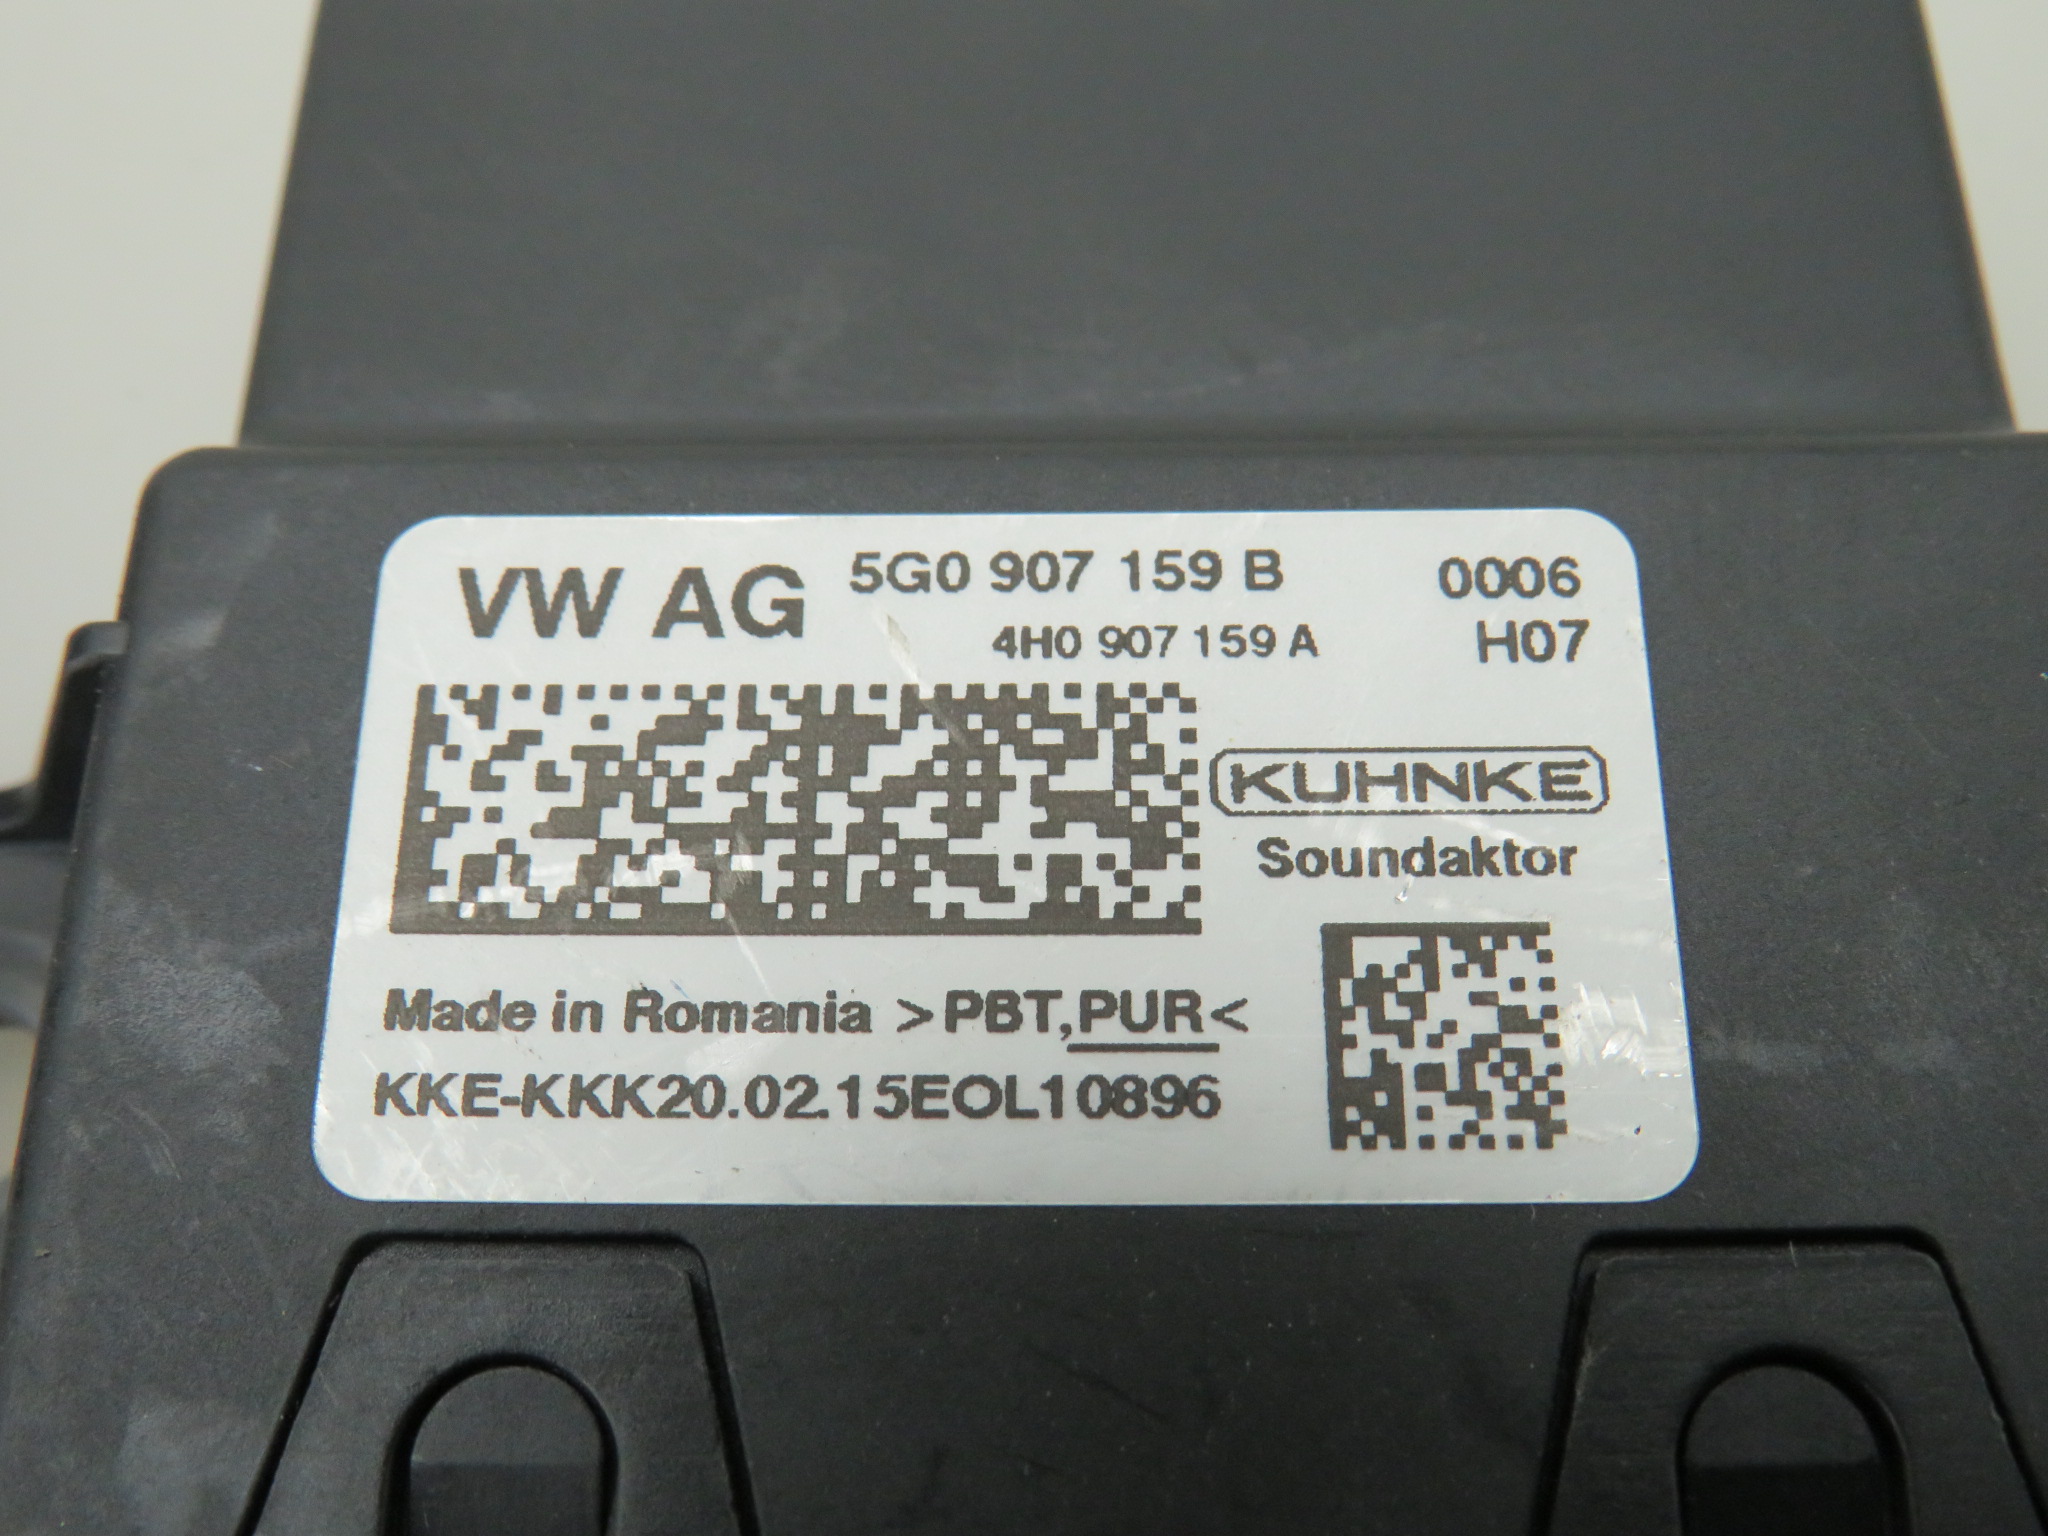 VW AG 5G0 907 159 B 0006
4H0 907 159 A H07
KUHNKE
Soundaktor
Made in Romania >PBT,PUR<
KKE-KKK20.02.15EOL10896